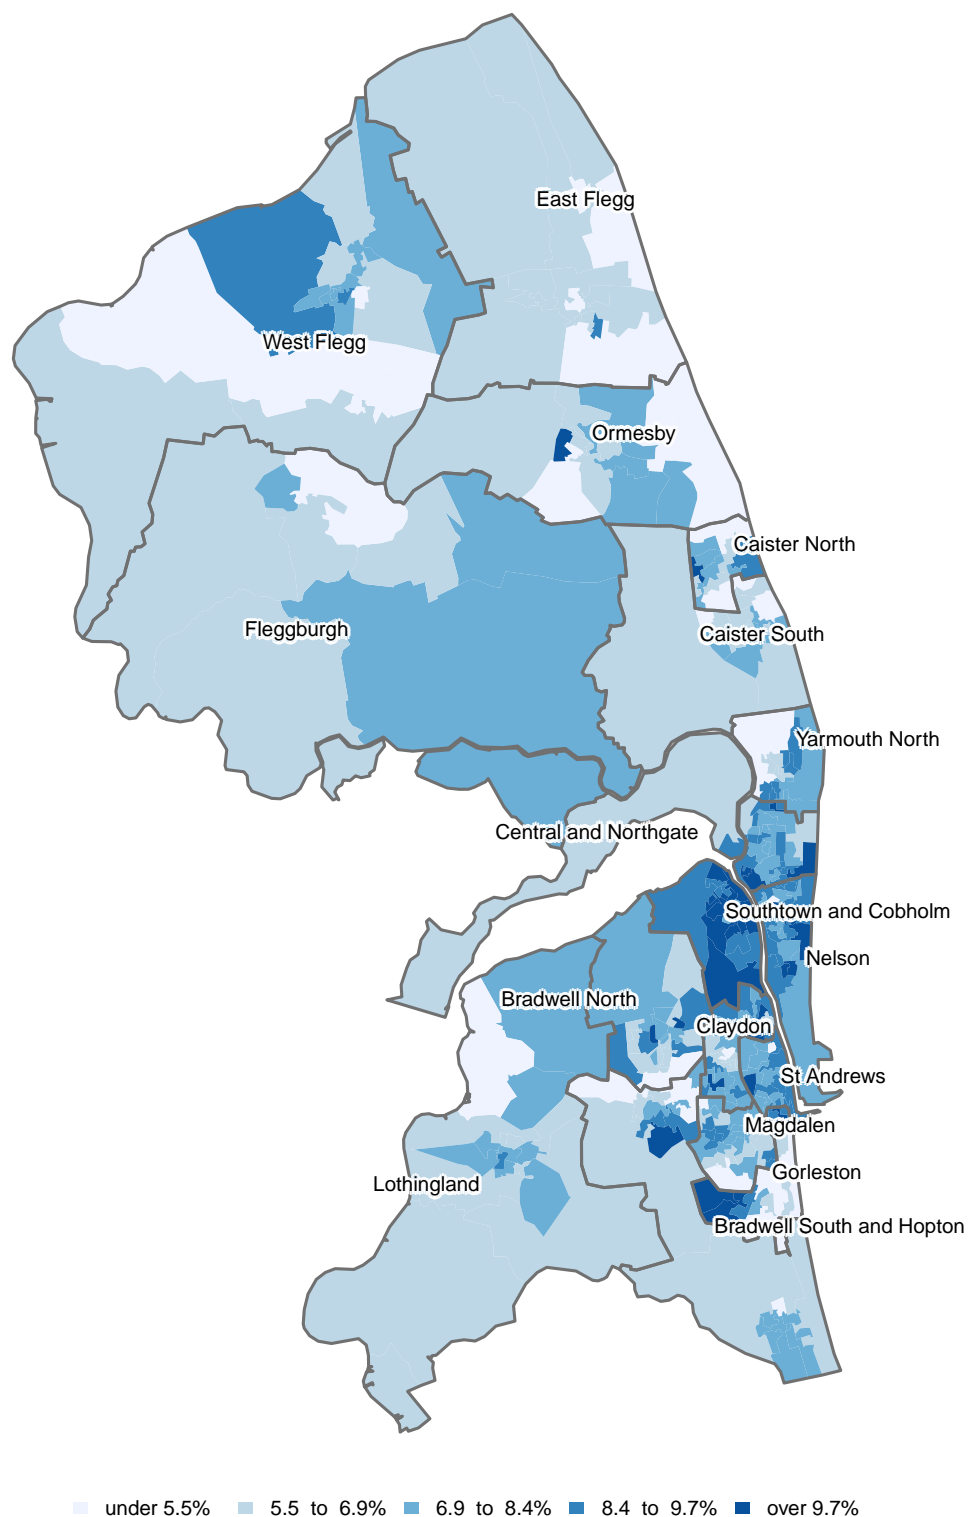 East Flegg
West Flegg
Ormesby
Caister North
Fleggburgh
Caister South
Yarmouth North
Central and Northgate
Southtown and Cobholm
Nelson
Bradwell North
Claydon
St Andrews
Magdalen
Gorleston
Lothingland
Bradwell South and Hopton
under 5.5% 5.5 to 6.9% 6.9 to 8.4% 8.4 to 9.7% over 9.7%